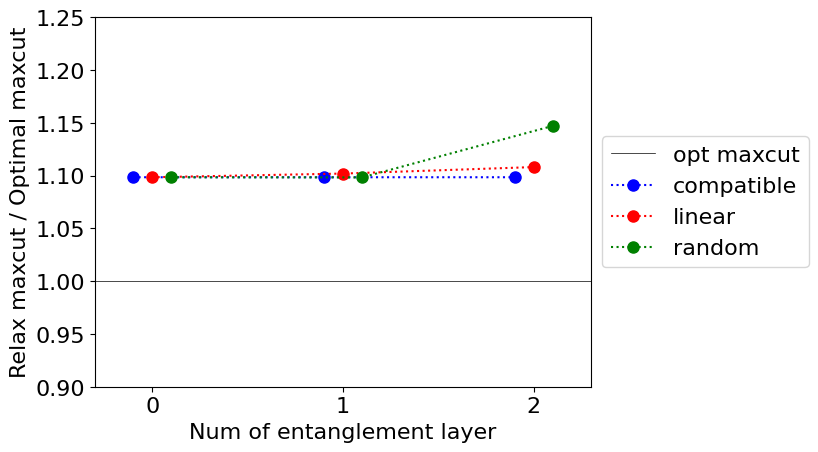 Relax maxcut / Optimal maxcut
1.25
1.20
1.15
1.10
1.05
1.00
0.95
0.90
0
1
2
Num of entanglement layer
opt maxcut
compatible
linear
random